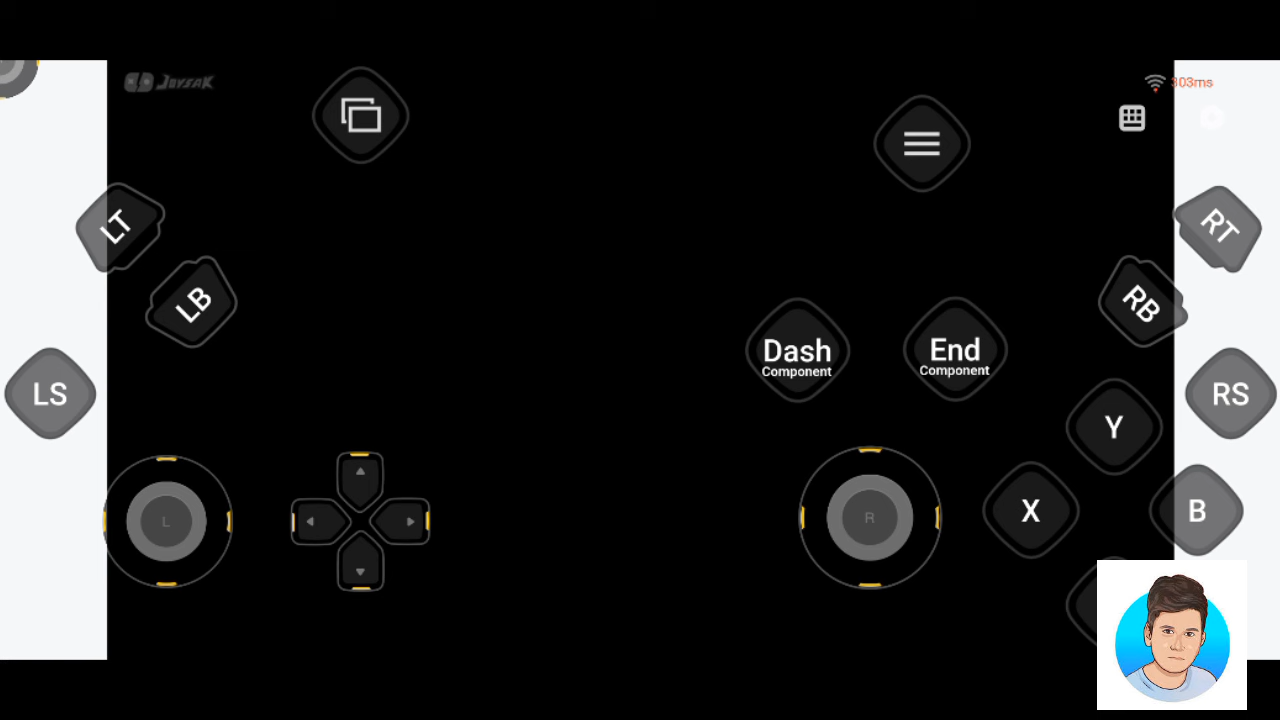 JOYSAK
303ms
LT
RT
LB
RB
Dash
Component
End
Component
LS
RS
Y
X
B
L
R